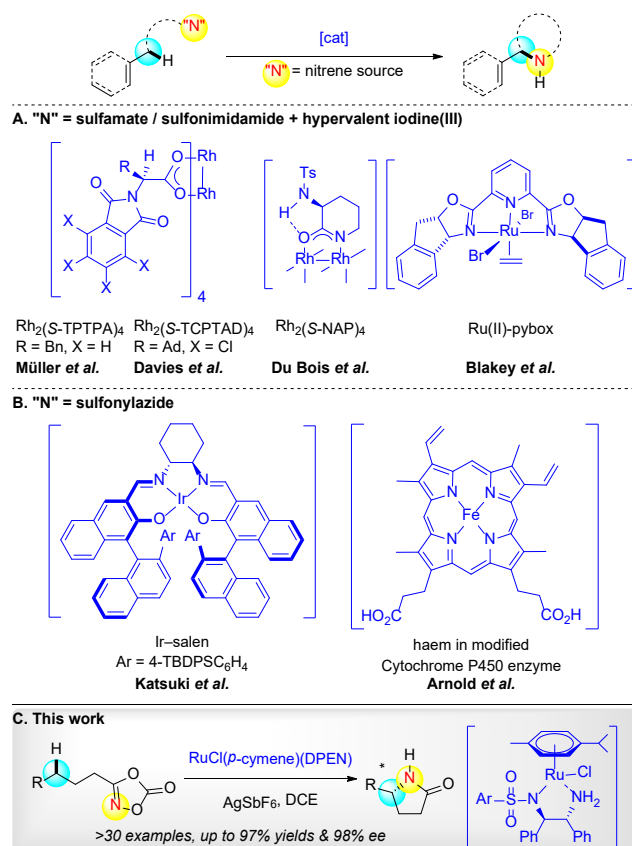 "N"
H
[cat]
"N" = nitrene source
N
H
A. "N" = sulfamate / sulfonimidamide + hypervalent iodine(III)
H
R
O
Rh
O
N
O
Rh
O
X
X
X
X
4
Ts
N
H
O
N
Rh
Rh
O
N
Br
O
N
Ru
N
Br
Rh2(S-TPTPA)4 Rh2(S-TCPTAD)4 Rh2(S-NAP)4 Ru(II)-pybox
R = Bn, X = H R = Ad, X = Cl
Müller et al. Davies et al. Du Bois et al. Blakey et al.
B. "N" = sulfonylazide
N
N
Ir
O
O
Ar
Ar
N
N
Fe
N
N
HO2C
CO2H
Ir–salen
Ar = 4-TBDPSC6H4
Katsuki et al.
haem in modified
Cytochrome P450 enzyme
Arnold et al.
C. This work
H
R
O
O
N
O
RuCl(p-cymene)(DPEN)
AgSbF6, DCE
*
H
R
N
O
Ru
Cl
O
Ar
S
N
NH2
O
Ph
Ph
>30 examples, up to 97% yields & 98% ee